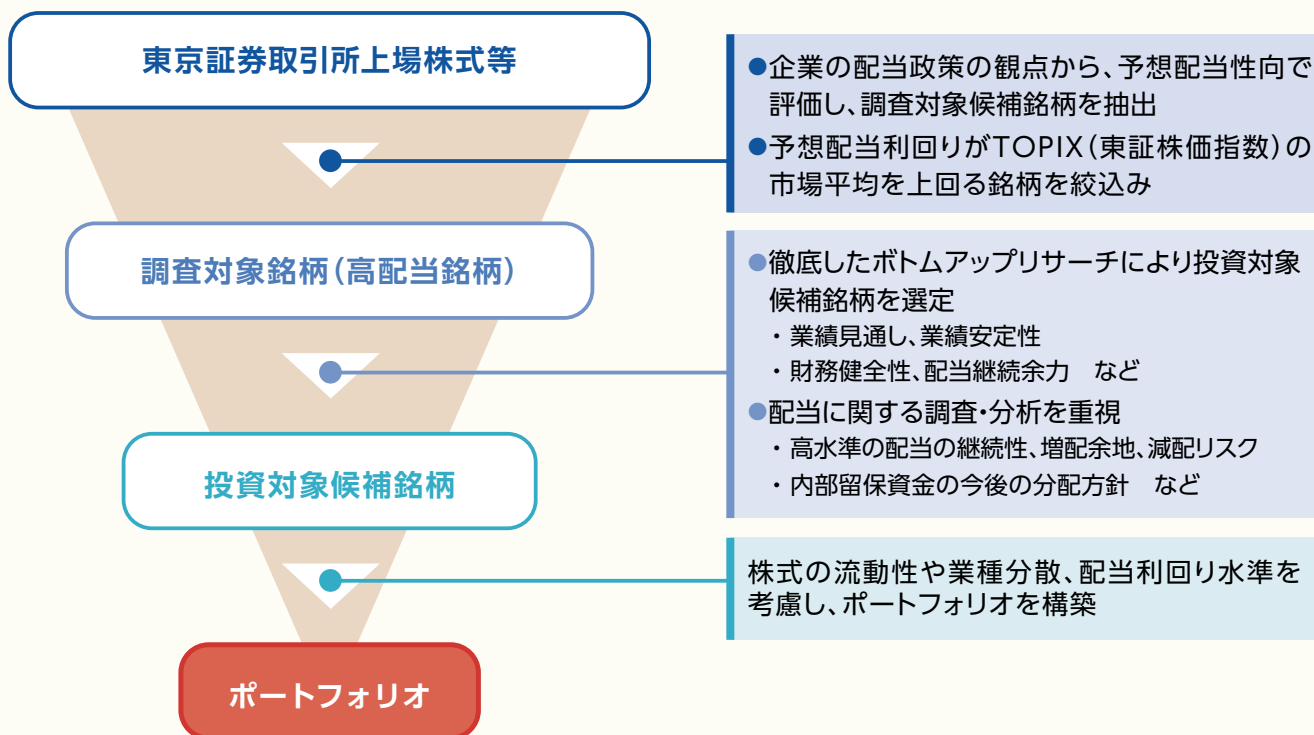 東京証券取引所上場株式等
●企業の配当政策の観点から、予想配当性向で
評価し、調査対象候補銘柄を抽出
●予想配当利回りがTOPIX(東証株価指数)の
市場平均を上回る銘柄を絞込み
調査対象銘柄(高配当銘柄)
●徹底したボトムアップリサーチにより投資対象
候補銘柄を選定
・業績見通し、業績安定性
・財務健全性、配当継続余力　など
●配当に関する調査・分析を重視
・高水準の配当の継続性、増配余地、減配リスク
・内部留保資金の今後の分配方針　など
投資対象候補銘柄
株式の流動性や業種分散、配当利回り水準を
考慮し、ポートフォリオを構築
ポートフォリオ